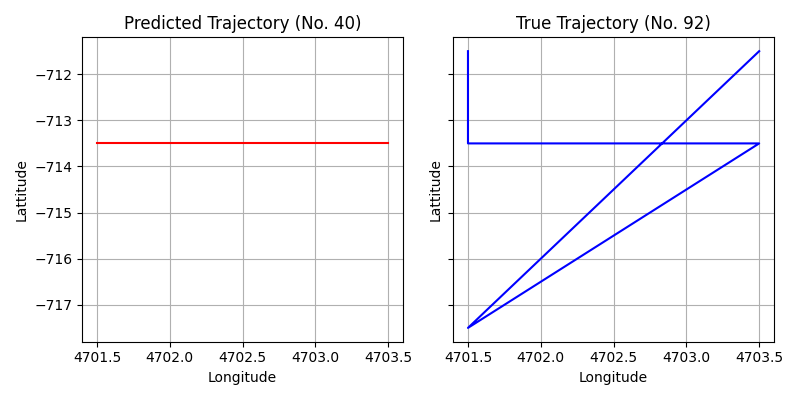 Predicted Trajectory (No. 40)
True Trajectory (No. 92)
−712
−713
−714
−715
−716
−717
Lattitude
Lattitude
4701.5 4702.0 4702.5 4703.0 4703.5
4701.5 4702.0 4702.5 4703.0 4703.5
Longitude
Longitude